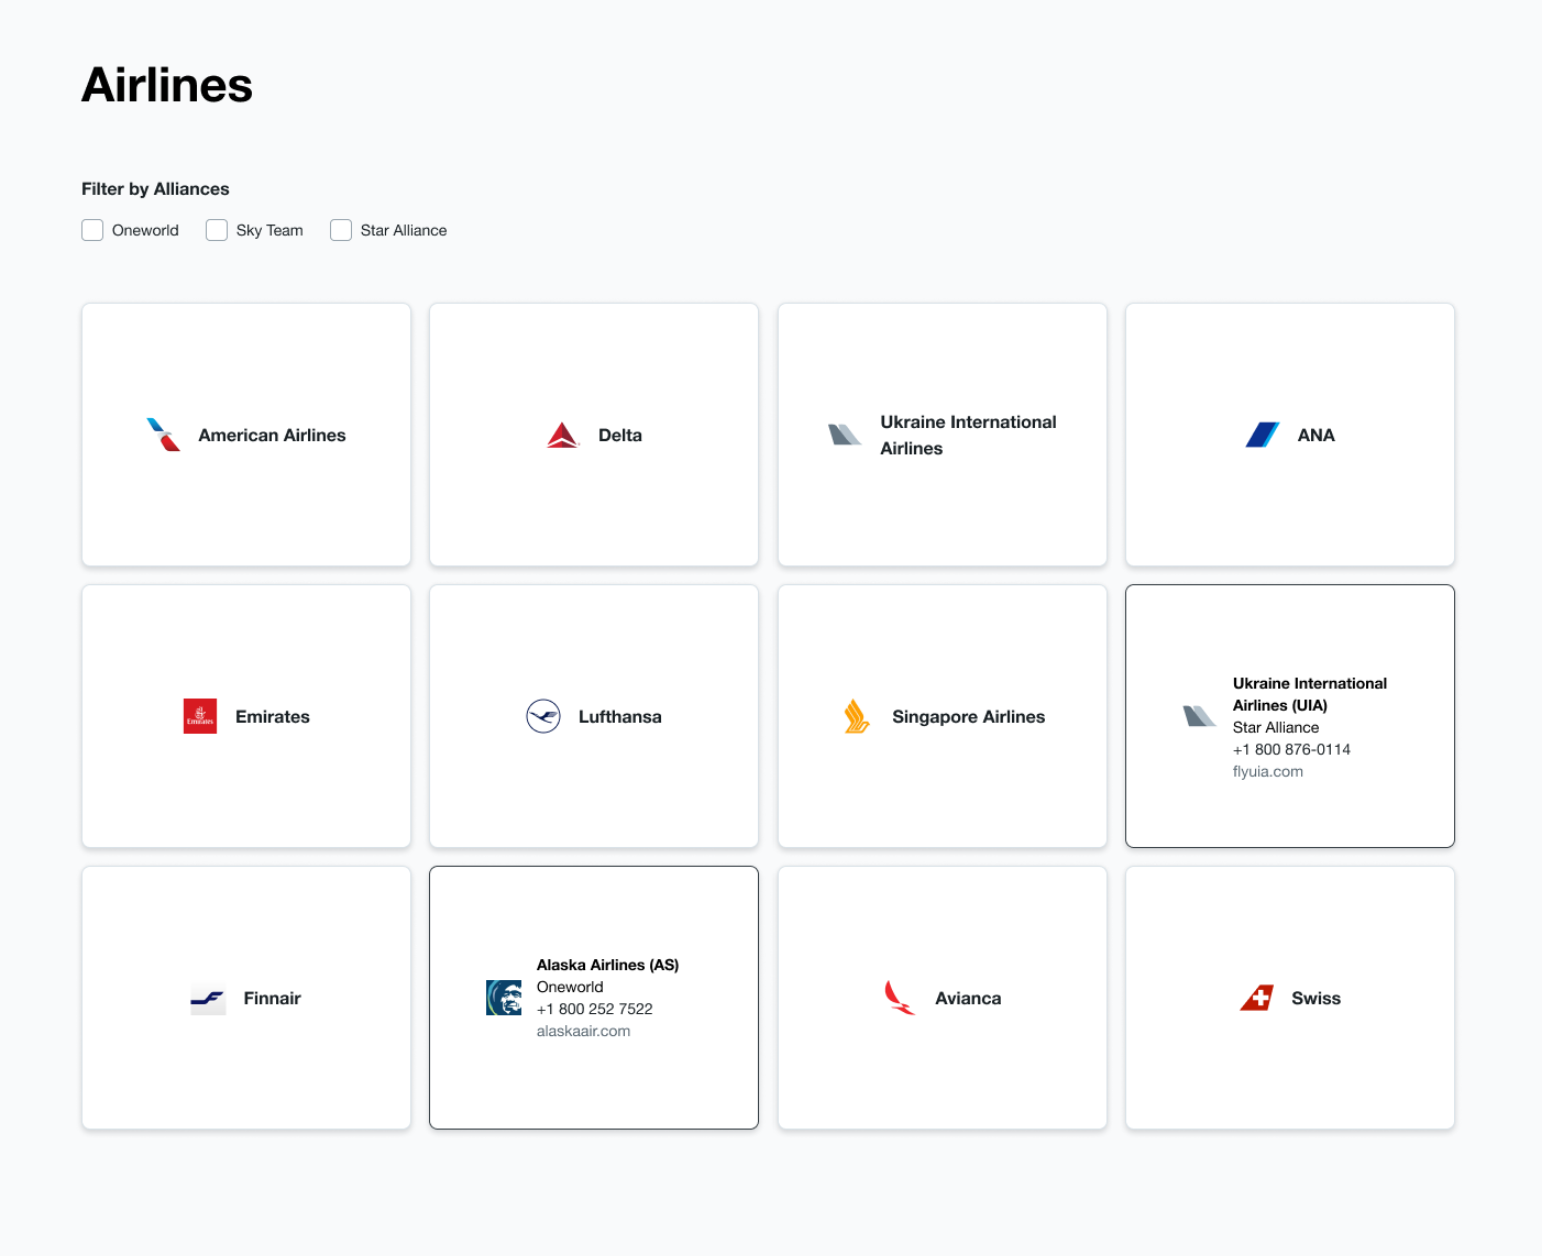 Airlines
Filter by Alliances
Oneworld
Sky Team
Star Alliance
American Airlines
Delta
Ukraine International
Airlines
ANA
Emirates
Emirates
Lufthansa
Singapore Airlines
Ukraine International
Airlines (UIA)
Star Alliance
+1 800 876-0114
flyuia.com
Finnair
Alaska Airlines (AS)
Oneworld
+1 800 252 7522
alaskaair.com
Avianca
Swiss